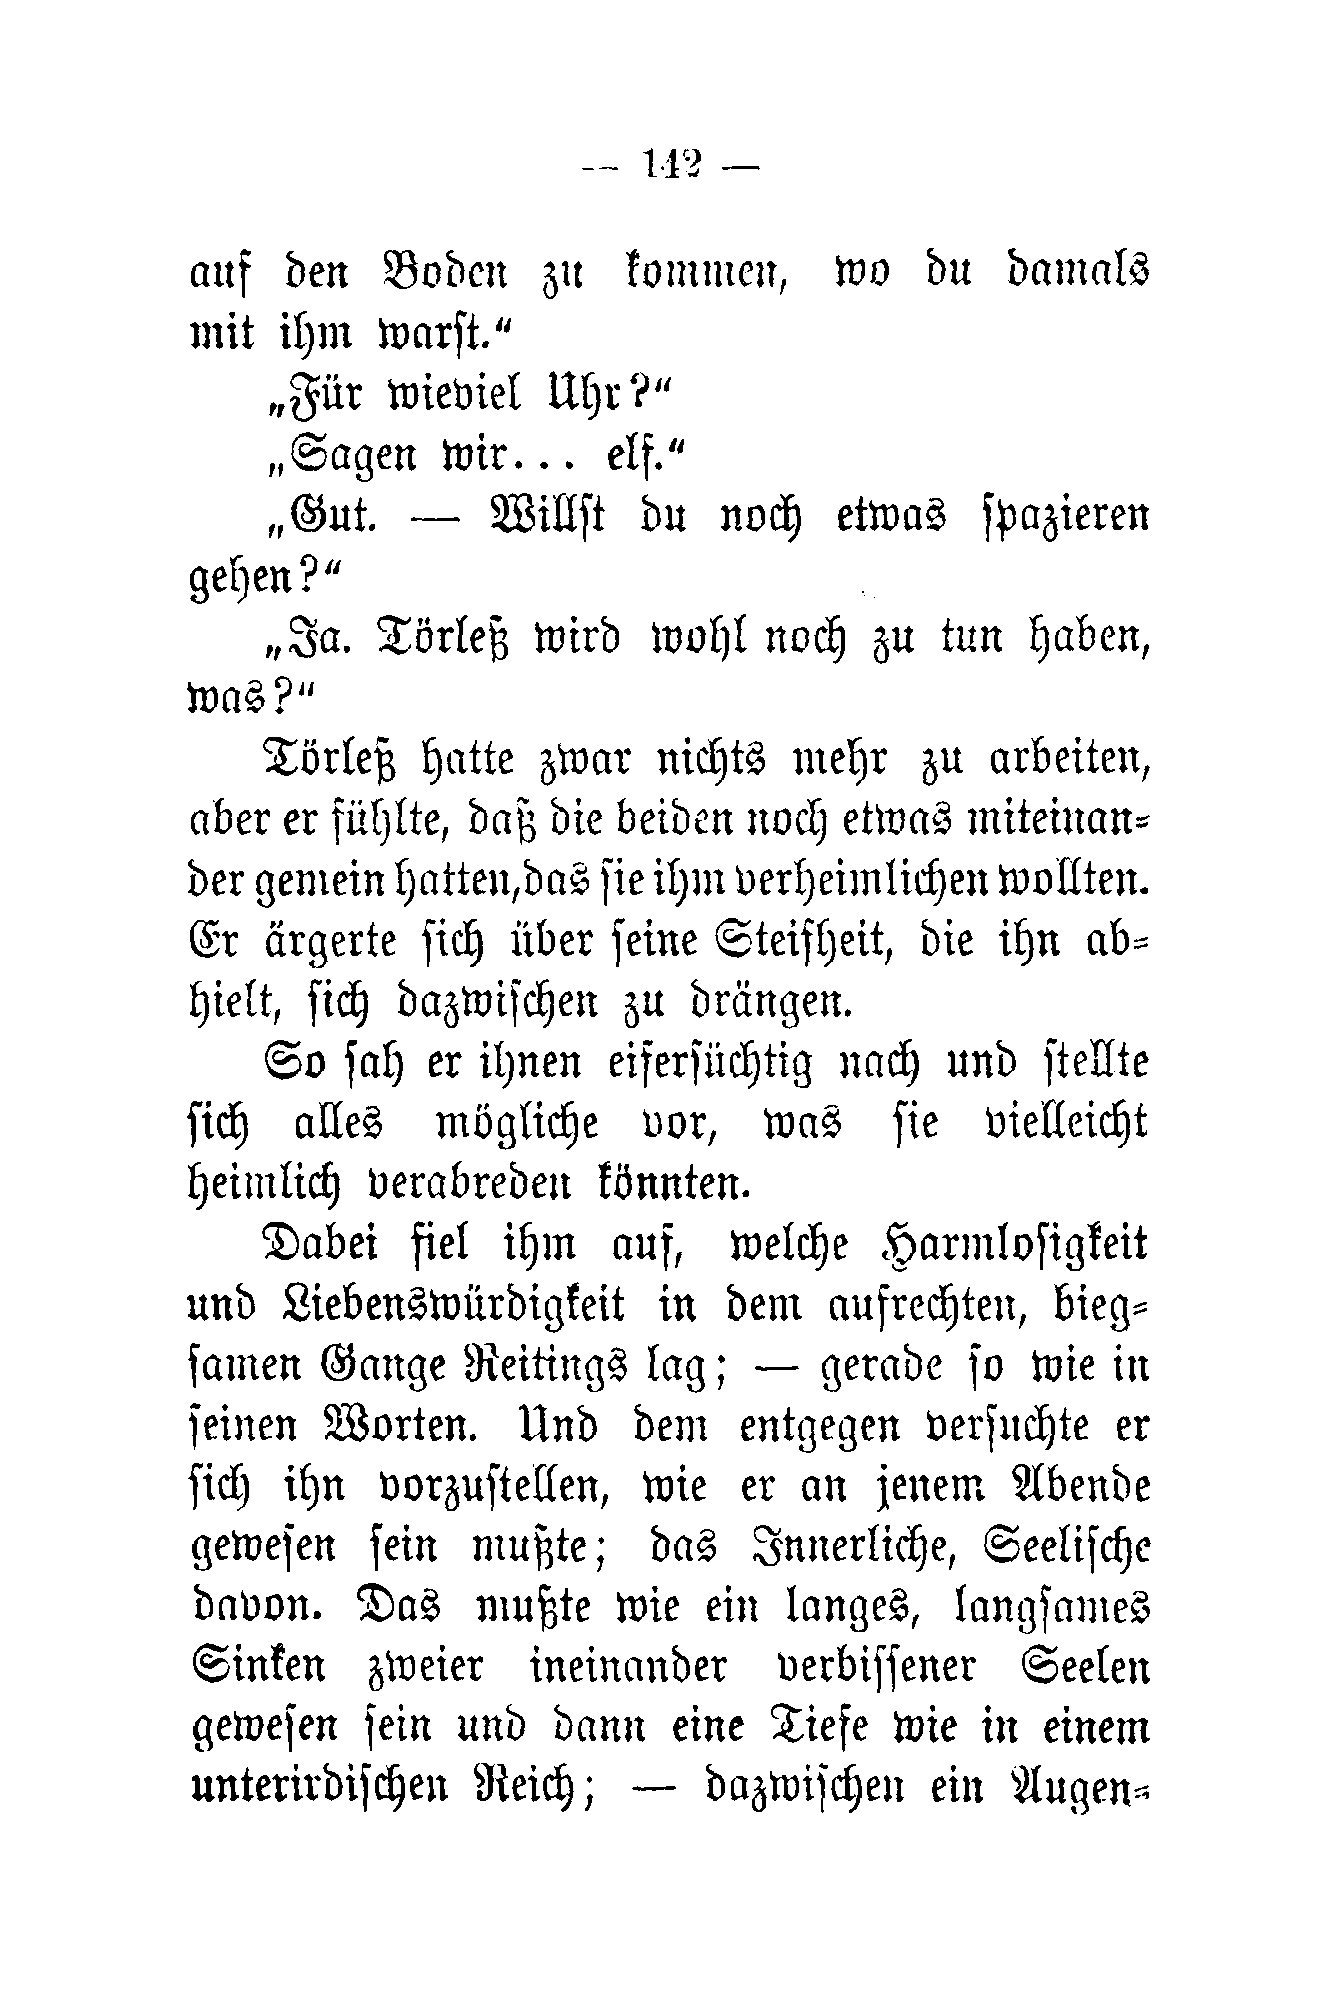 — 142 —
auf den Boden zu kommen, wo du damals
mit ihm warst.“
„Für wieviel Uhr?“
„Sagen wir... elf.“
„Gut. — Willst du noch etwas spazieren
gehen?“
„Ja. Törleß wird wohl noch zu tun haben,
was?“
Törleß hatte zwar nichts mehr zu arbeiten,
aber er fühlte, daß die beiden noch etwas miteinan-
der gemein hatten, das sie ihm verheimlichen wollten.
Er ärgerte sich über seine Steifheit, die ihn ab-
hielt, sich dazwischen zu drängen.
So sah er ihnen eifersüchtig nach und stellte
sich alles mögliche vor, was sie vielleicht
heimlich verabreden könnten.
Dabei fiel ihm auf, welche Harmlosigkeit
und Liebenswürdigkeit in dem aufrechten, bieg-
samen Gange Reitings lag; — gerade so wie in
seinen Worten. Und dem entgegen versuchte er
sich ihn vorzustellen, wie er an jenem Abende
gewesen sein mußte; das Innerliche, Seelische
davon. Das mußte wie ein langes, langsames
Sinken zweier ineinander verbissener Seelen
gewesen sein und dann eine Tiefe wie in einem
unterirdischen Reich; — dazwischen ein Augen-